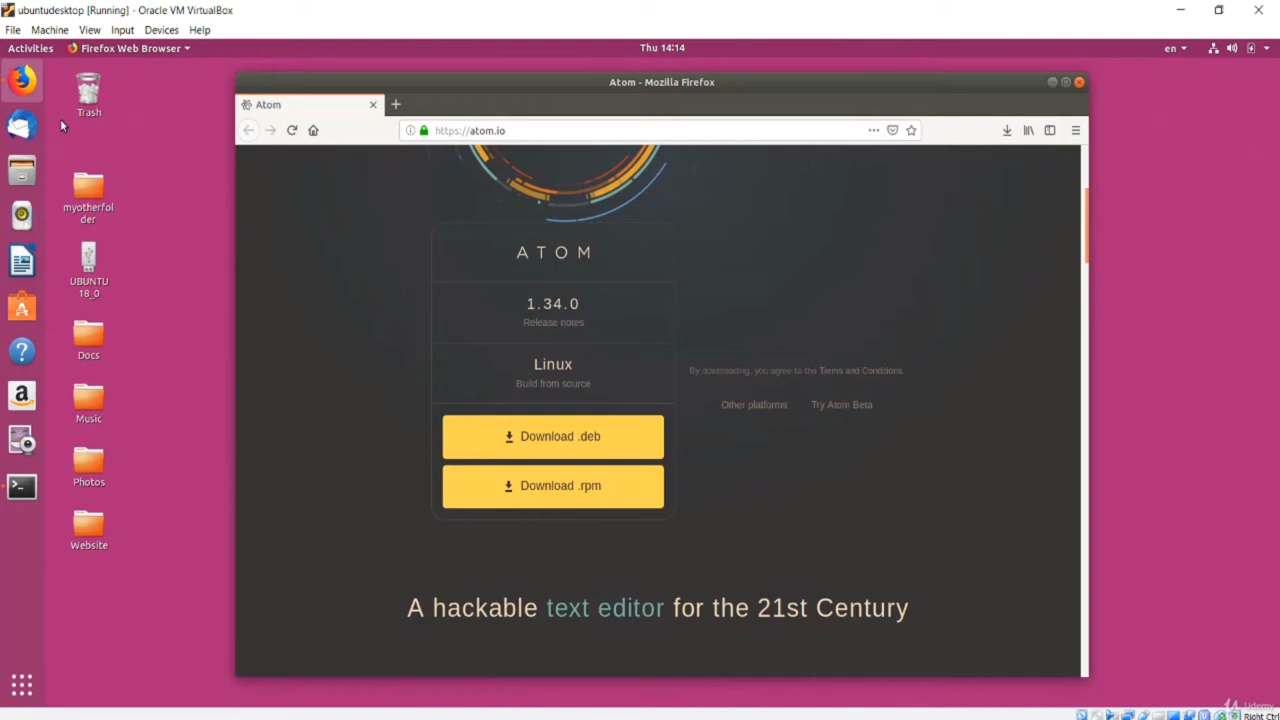 ubuntudesktop [Running] - Oracle VM VirtualBox
File Machine View Input Devices Help
Activities Firefox Web Browser Thu 14:14 en
Atom - Mozilla Firefox
Atom
https://atom.io
Trash
myotherfol
der
UBUNTU
18_0
Docs
Music
Photos
Website
ATOM
1.34.0
Release notes
Linux
Build from source
By downloading, you agree to the Terms and Conditions.
Other platforms Try Atom Beta
Download .deb
Download .rpm
A hackable text editor for the 21st Century
Udemy
Right Ctrl